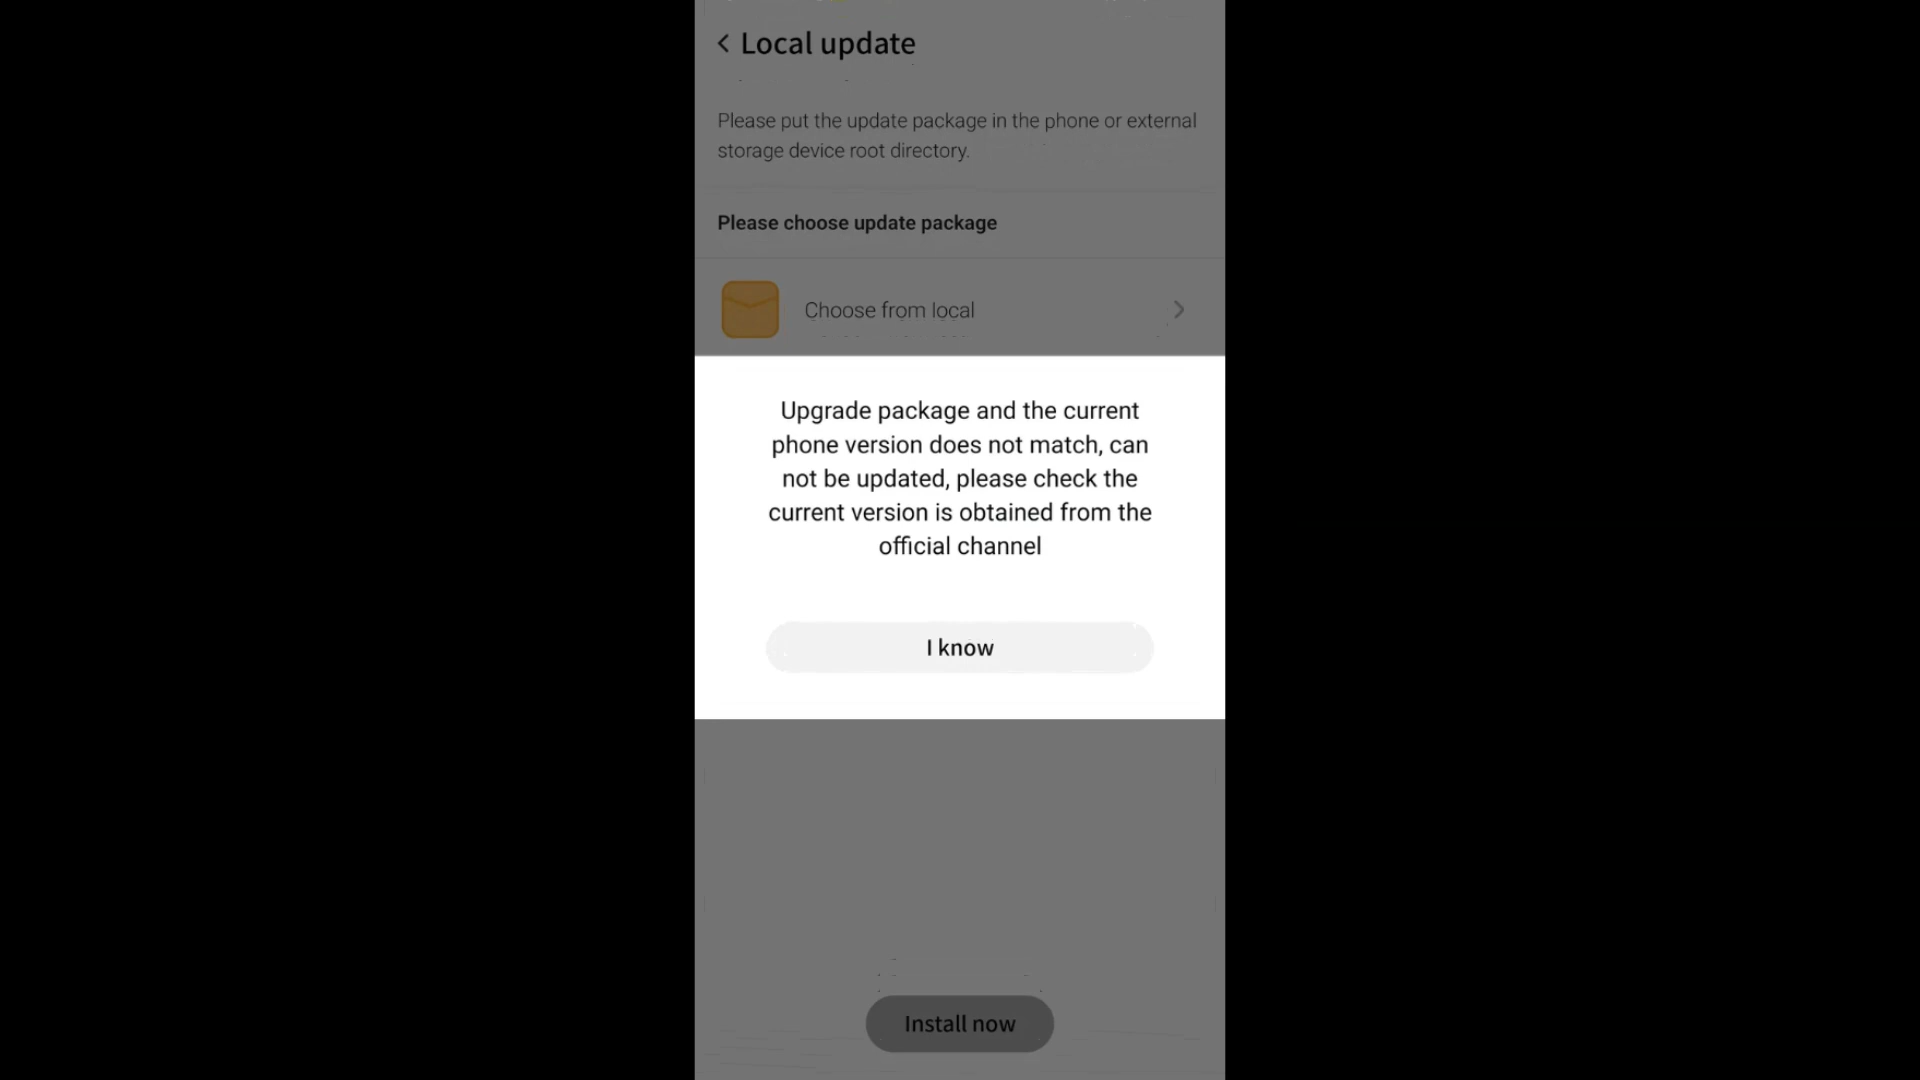 Local update
Please put the update package in the phone or external
storage device root directory.
Please choose update package
Choose from local
Upgrade package and the current
phone version does not match, can
not be updated, please check the
current version is obtained from the
official channel
I know
Install now